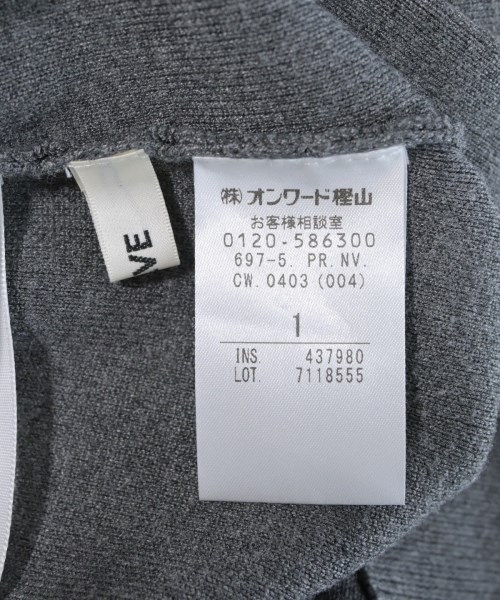 ㈱オンワード樫山
お客様相談室
0120-586300
697-5. PR.NV.
CW.0403 (004)
1
INS. 437980
LOT. 7118555